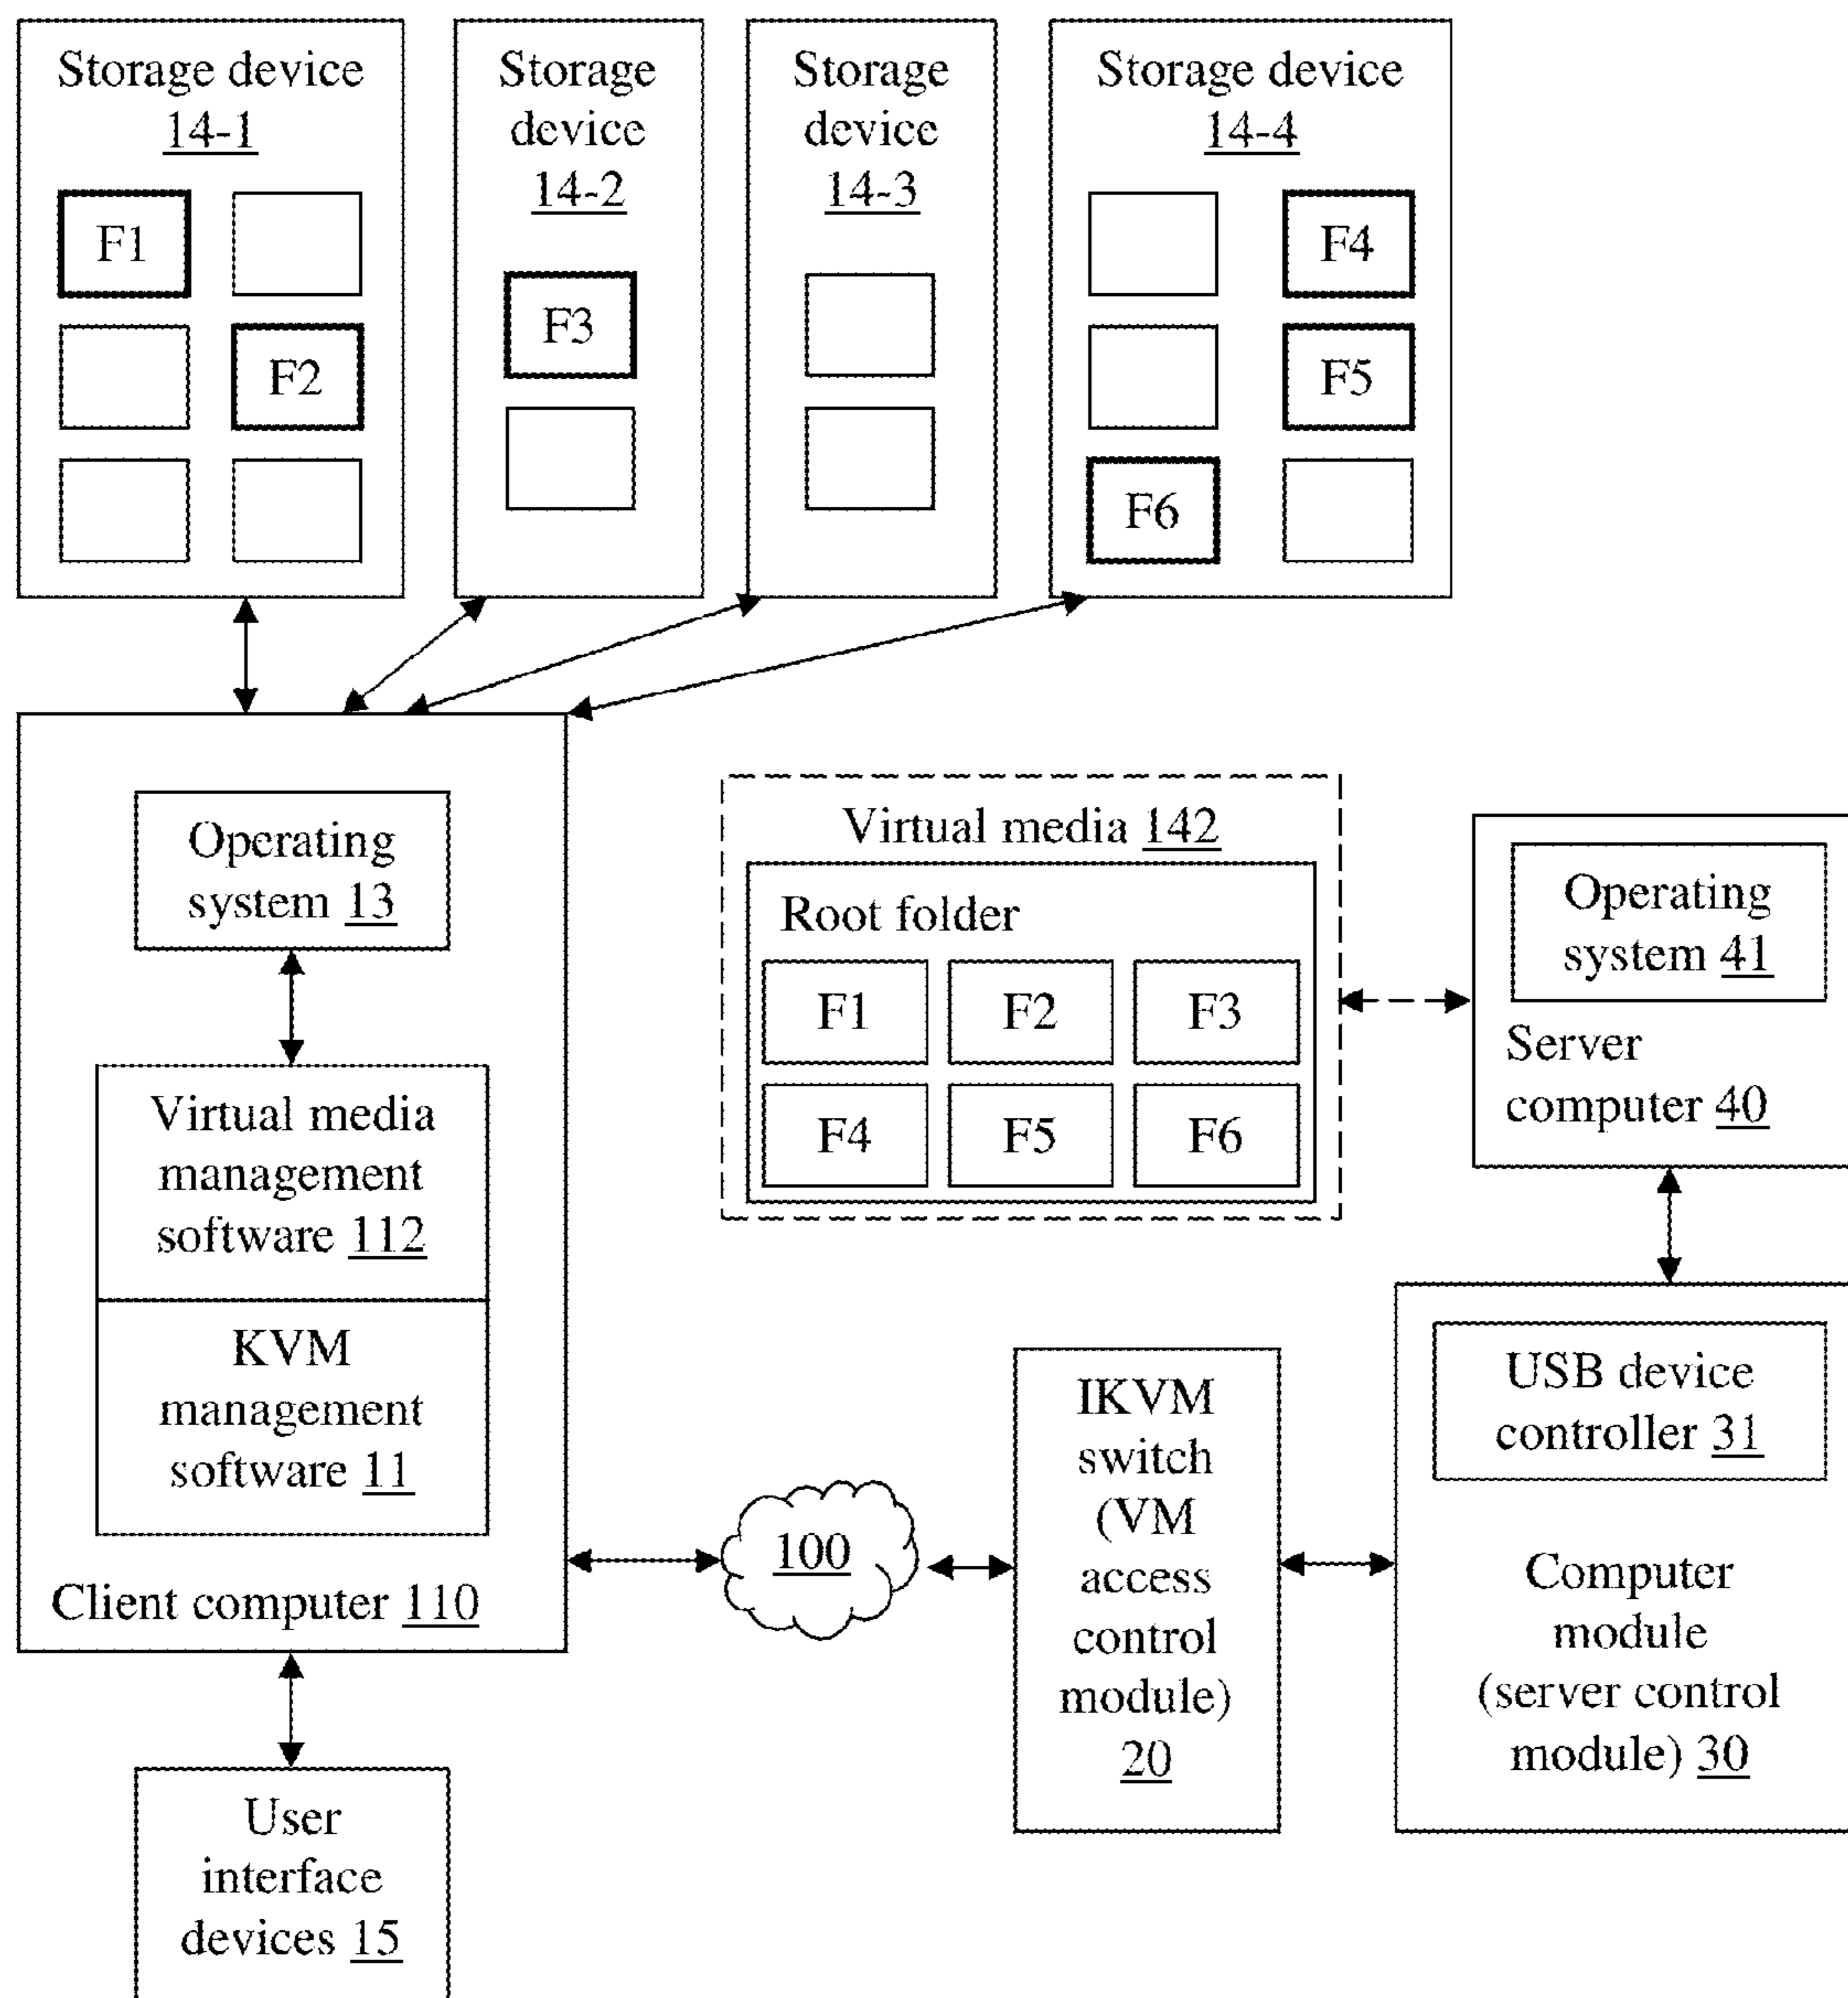 Storage device
14-1
F1
F2
Storage
device
14-2
F3
Storage
device
14-3
Storage device
14-4
F4
F5
F6
Operating
system 13
Virtual media
management
software 112
KVM
management
software 11
Client computer 110
User
interface
devices 15
Virtual media 142
Root folder
F1 F2 F3
F4 F5 F6
Operating
system 41
Server
computer 40
100
IKVM
switch
(VM
access
control
module)
20
USB device
controller 31
Computer
module
(server control
module) 30